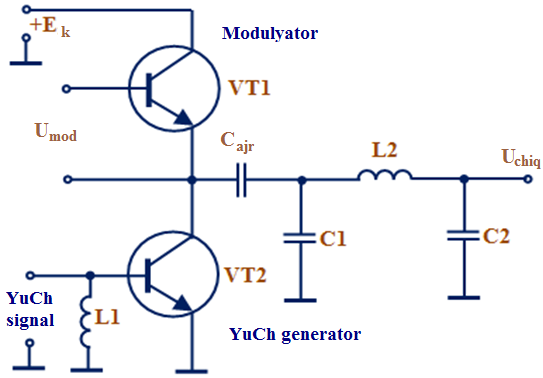 +E k
Modulyator
VT1
U mod
C ajr
L2
U chiq
C1
C2
VT2
YuCh
signal
L1
YuCh generator